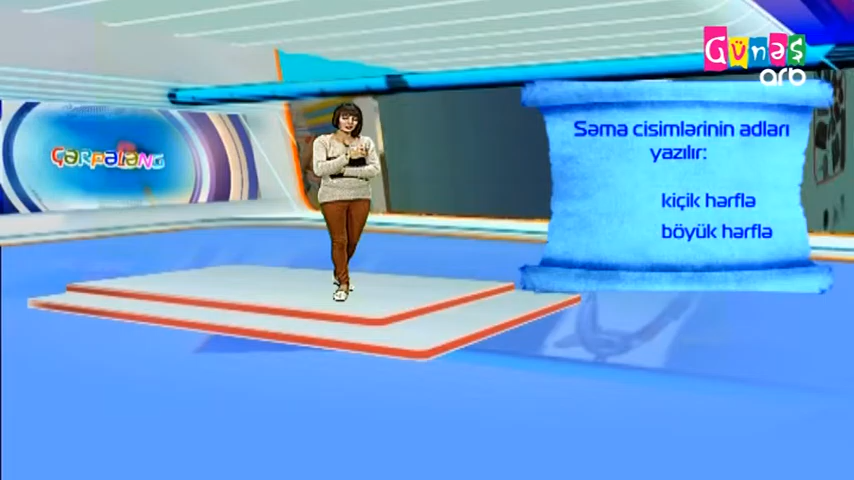 Günəş
arb
ÇƏRPƏLƏNG
Səma cisimlərinin adları
yazılır:
kiçik hərflə
böyük hərflə